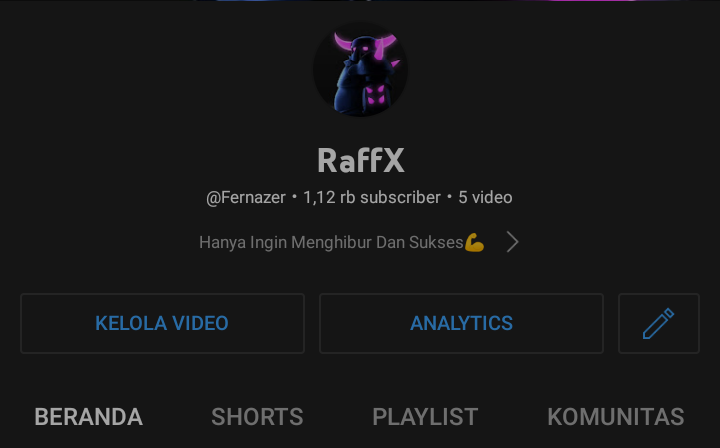 RaffX
@Fernazer • 1,12 rb subscriber • 5 video
Hanya Ingin Menghibur Dan Sukses💪
KELOLA VIDEO
ANALYTICS
BERANDA
SHORTS
PLAYLIST
KOMUNITAS